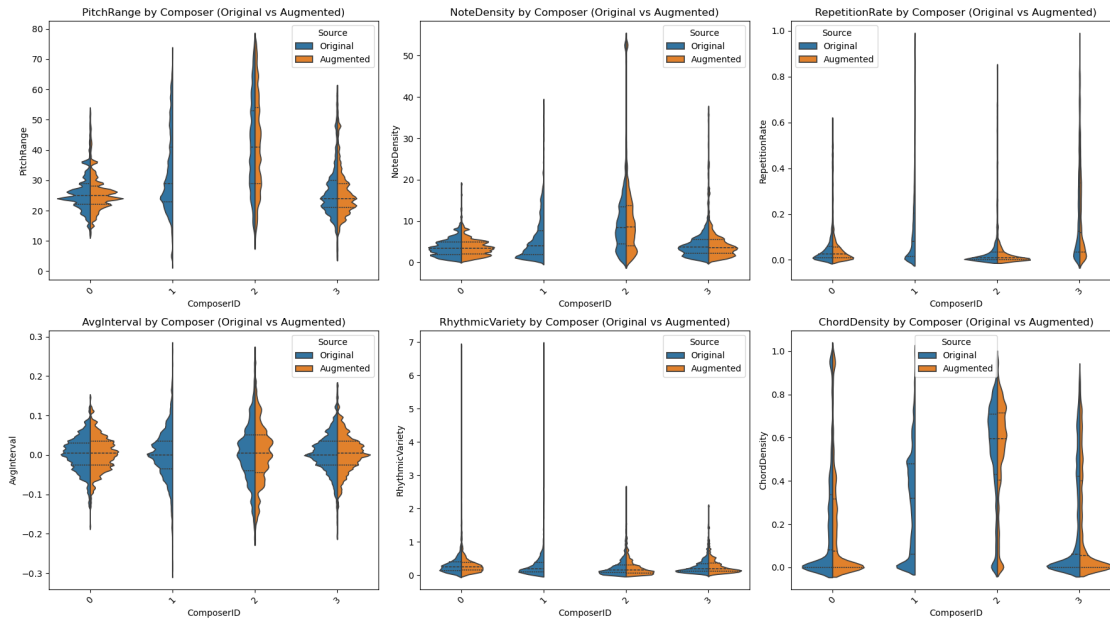 PitchRange by Composer (Original vs Augmented)
Source
Original
Augmented
PitchRange
80
70
60
50
40
30
20
10
0
0
1
2
3
ComposerID
NoteDensity by Composer (Original vs Augmented)
Source
Original
Augmented
NoteDensity
50
40
30
20
10
0
0
1
2
3
ComposerID
RepetitionRate by Composer (Original vs Augmented)
Source
Original
Augmented
RepetitionRate
1.0
0.8
0.6
0.4
0.2
0.0
0
1
2
3
ComposerID
AvgInterval by Composer (Original vs Augmented)
Source
Original
Augmented
AvgInterval
0.3
0.2
0.1
0.0
−0.1
−0.2
−0.3
0
1
2
3
ComposerID
RhythmicVariety by Composer (Original vs Augmented)
Source
Original
Augmented
RhythmicVariety
7
6
5
4
3
2
1
0
0
1
2
3
ComposerID
ChordDensity by Composer (Original vs Augmented)
Source
Original
Augmented
ChordDensity
1.0
0.8
0.6
0.4
0.2
0.0
0
1
2
3
ComposerID